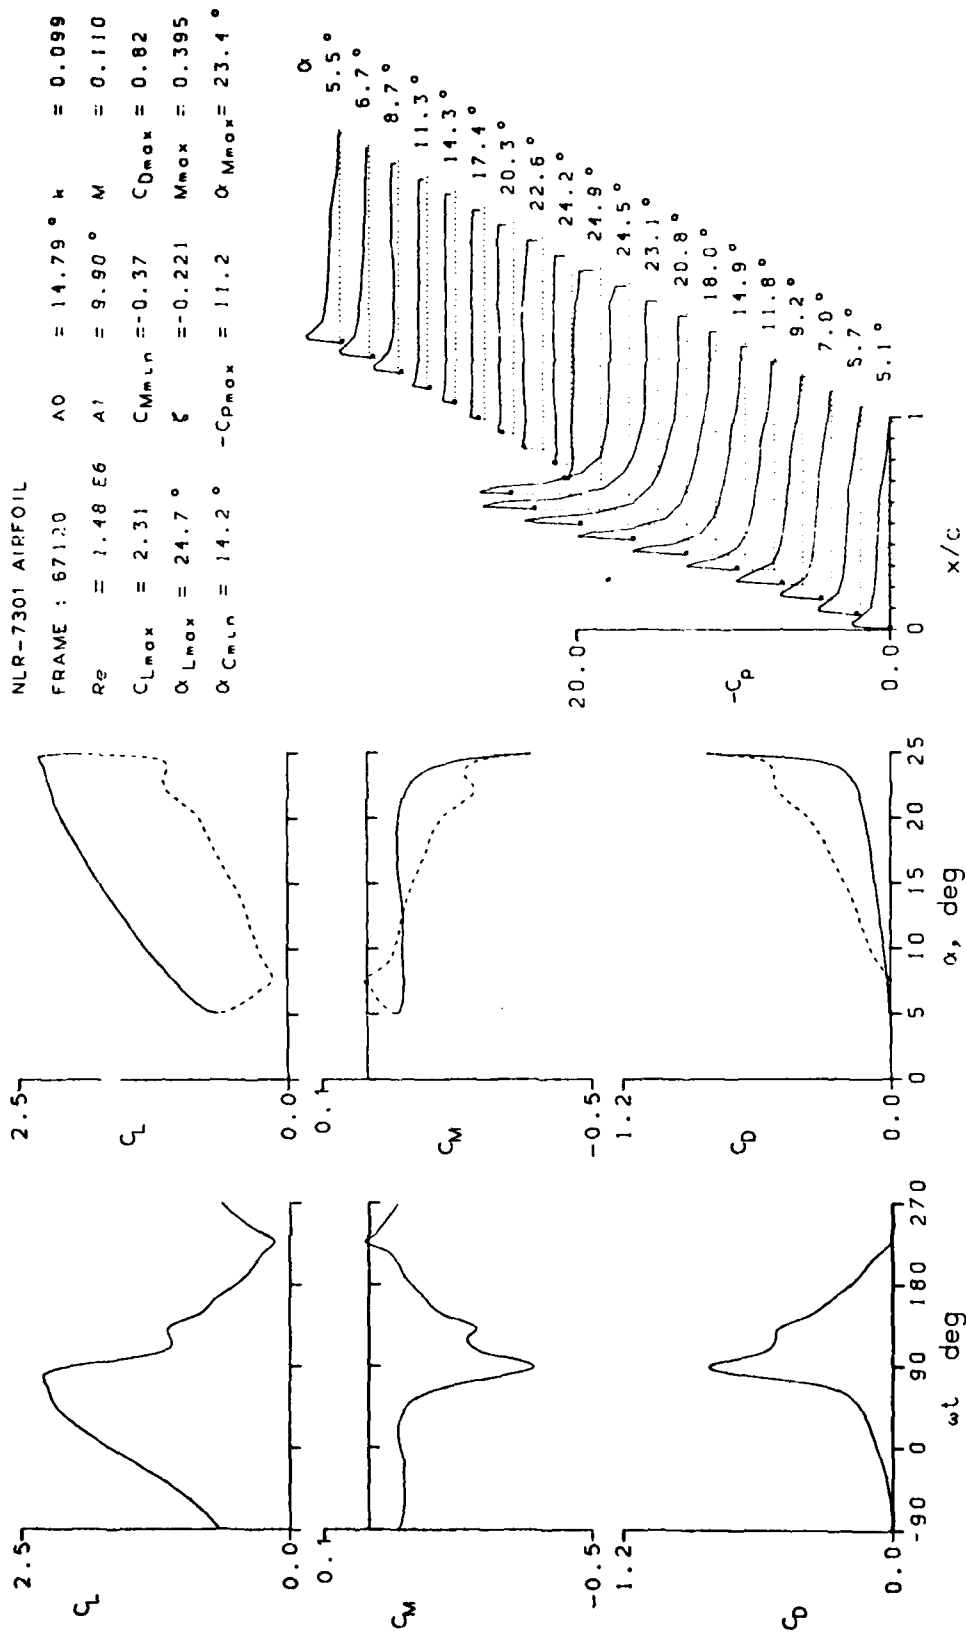 NLR-7301 AIRFOIL
FRAME : 67120 A0 = 14.79° k = 0.099
Re = 1.48 E6 A1 = 9.90° M = 0.110
CLmax = 2.31 CMmin =-0.37 CDmax = 0.82
αLmax = 24.7° ζ =-0.221 Mmax = 0.395
αCmin = 14.2° -CPmax = 11.2 αMmax= 23.4°
2.5
CL
0.0
0.1
CM
-0.5
1.2
CD
0.0
-90 0 90 180 270
ωt deg
2.5
CL
0.0
0.1
CM
-0.5
1.2
CD
0.0
0 5 10 15 20 25
α, deg
α
5.5°
6.7°
8.7°
11.3°
14.3°
17.4°
20.3°
22.6°
24.2°
24.9°
24.5°
23.1°
20.8°
18.0°
14.9°
11.8°
9.2°
7.0°
5.7°
5.1°
20.0
-Cp
0.0
0 1
x/c